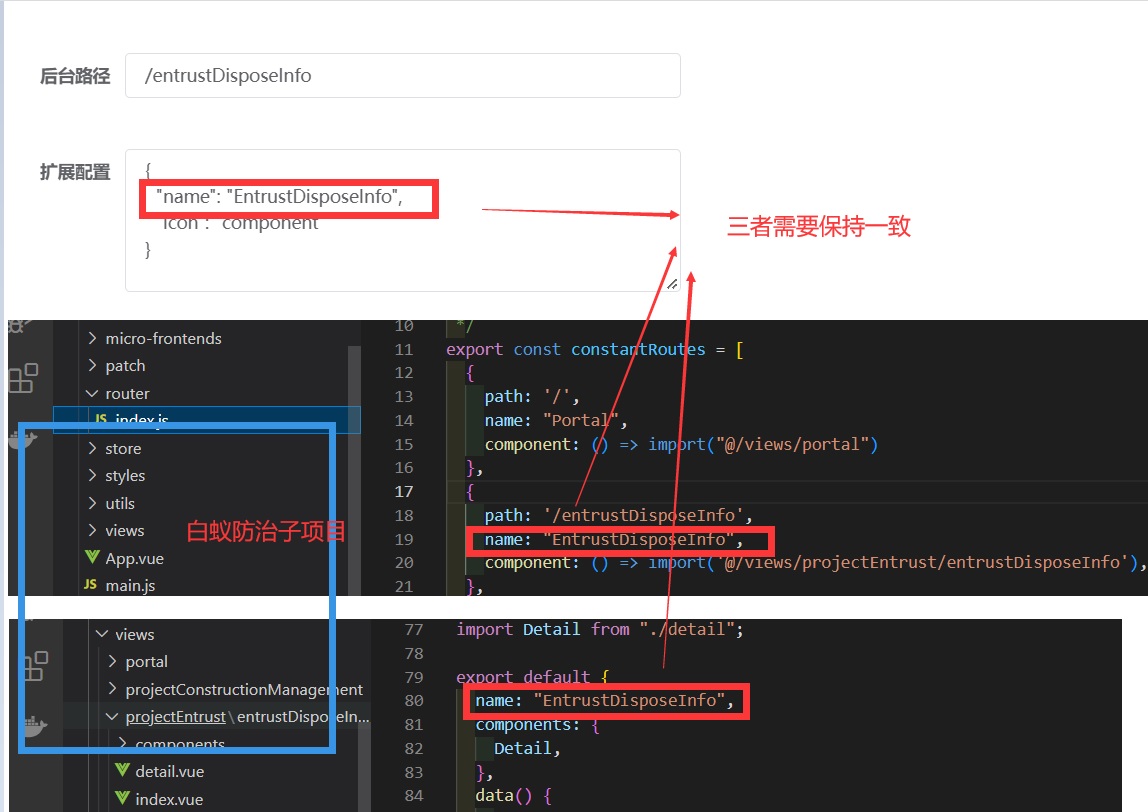 后台路径
/entrustDisposeInfo
扩展配置
{
"name": "EntrustDisposeInfo",
"icon": "component"
}
三者需要保持一致
micro-frontends
patch
router
JS index.js
store
styles
utils
views
App.vue
JS main.js
白蚁防治子项目
10 */
11 export const constantRoutes = [
12 {
13 path: '/',
14 name: "Portal",
15 component: () => import("@/views/portal")
16 },
17 {
18 path: '/entrustDisposeInfo',
19 name: "EntrustDisposeInfo",
20 component: () => import('@/views/projectEntrust/entrustDisposeInfo'),
21 },
views
portal
projectConstructionManagement
projectEntrust\entrustDisposeIn...
components
detail.vue
index.vue
77 import Detail from "./detail";
78
79 export default {
80 name: "EntrustDisposeInfo",
81 components: {
82 Detail,
83 },
84 data() {